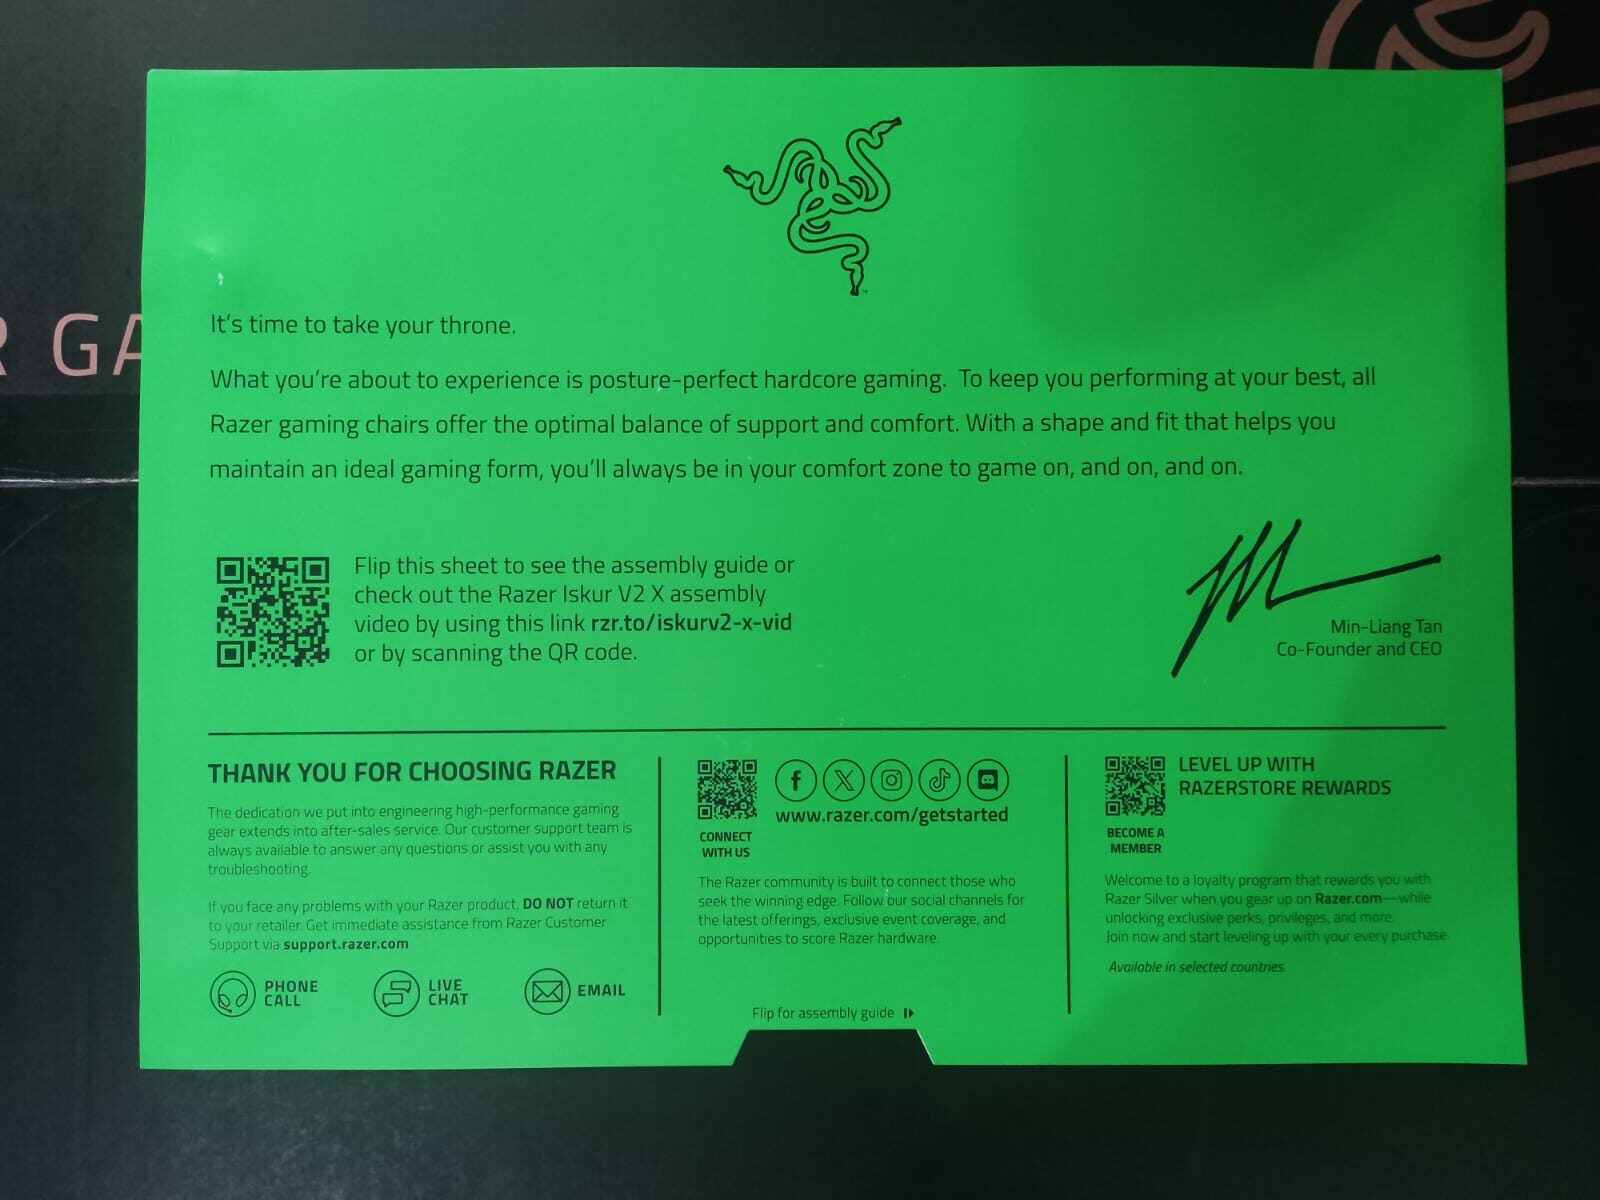 R GA
It's time to take your throne.
What you're about to experience is posture-perfect hardcore gaming. To keep you performing at your best, all
Razer gaming chairs offer the optimal balance of support and comfort. With a shape and fit that helps you
maintain an ideal gaming form, you'll always be in your comfort zone to game on, and on, and on.
Flip this sheet to see the assembly guide or
check out the Razer Iskur V2 X assembly
video by using this link rzr.to/iskurv2-x-vid
or by scanning the QR code.
Min-Liang Tan
Co-Founder and CEO
THANK YOU FOR CHOOSING RAZER
The dedication we put into engineering high-performance gaming
gear extends into after-sales service. Our customer support team is
always available to answer any questions or assist you with any
troubleshooting.
If you face any problems with your Razer product, DO NOT return it
to your retailer. Get immediate assistance from Razer Customer
Support via support.razer.com
PHONE
CALL
LIVE
CHAT
EMAIL
www.razer.com/getstarted
CONNECT
WITH US
The Razer community is built to connect those who
seek the winning edge. Follow our social channels for
the latest offerings, exclusive event coverage, and
opportunities to score Razer hardware.
Flip for assembly guide
LEVEL UP WITH
RAZERSTORE REWARDS
BECOME A
MEMBER
Welcome to a loyalty program that rewards you with
Razer Silver when you gear up on Razer.com—while
unlocking exclusive perks, privileges, and more.
Join now and start leveling up with your every purchase.
Available in selected countries.